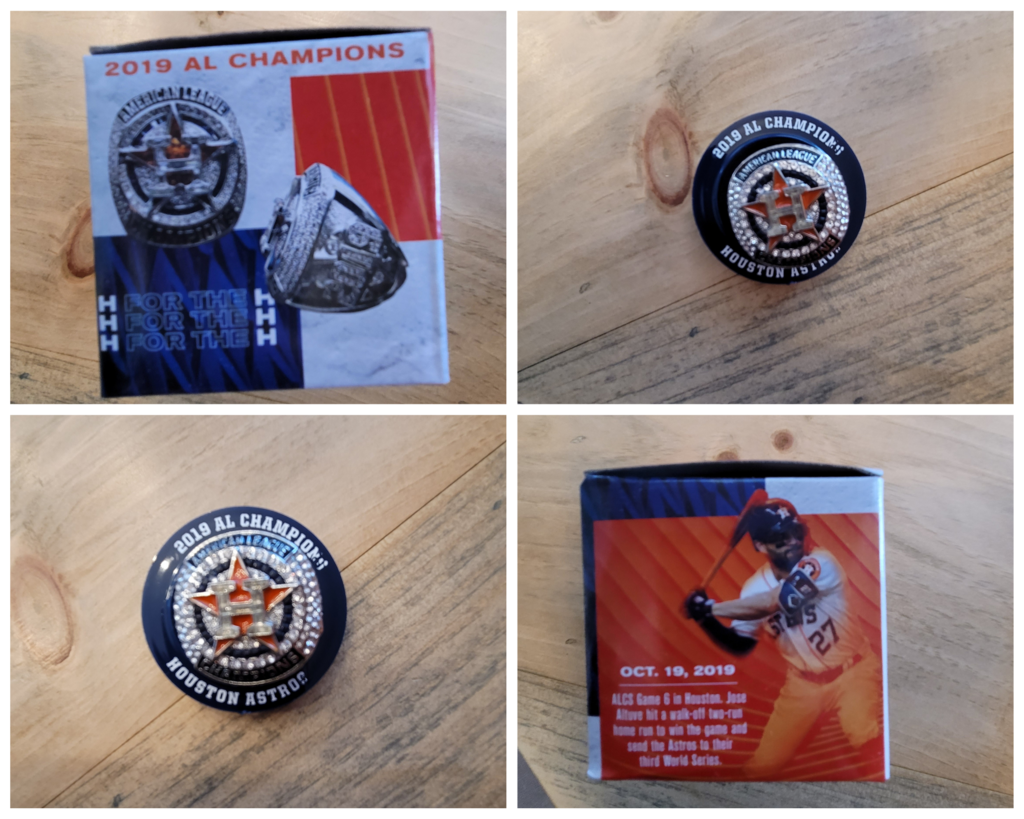 2019 AL CHAMPIONS
AMERICAN LEAGUE
H FOR THE H
H FOR THE H
H FOR THE H
2019 AL CHAMPIONS
AMERICAN LEAGUE
H
HOUSTON ASTROS
2019 AL CHAMPIONS
AMERICAN LEAGUE
H
HOUSTON ASTROS
27
OCT. 19, 2019
ALCS Game 6 in Houston. Jose
Altuve hit a walk-off two-run
home run to win the game and
send the Astros to their
third World Series.